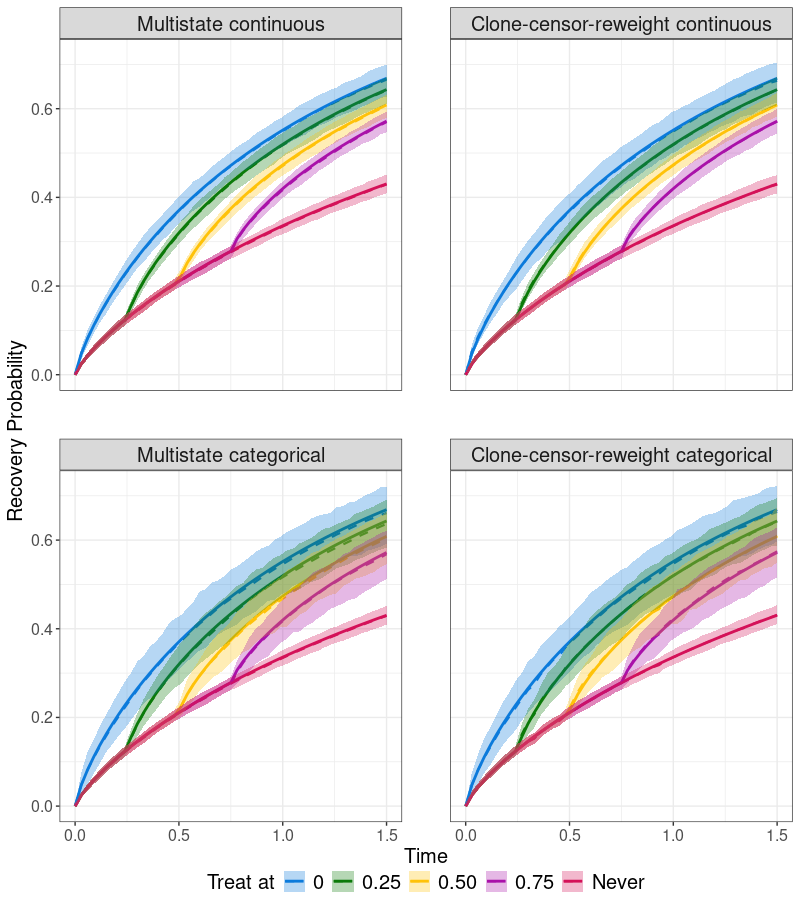 Multistate continuous
Clone-censor-reweight continuous
0.6
0.4
0.2
0.0
Multistate categorical
Clone-censor-reweight categorical
0.6
0.4
0.2
0.0
Recovery Probability
0.0 0.5 1.0 1.5
0.0 0.5 1.0 1.5
Time
Treat at 0 0.25 0.50 0.75 Never